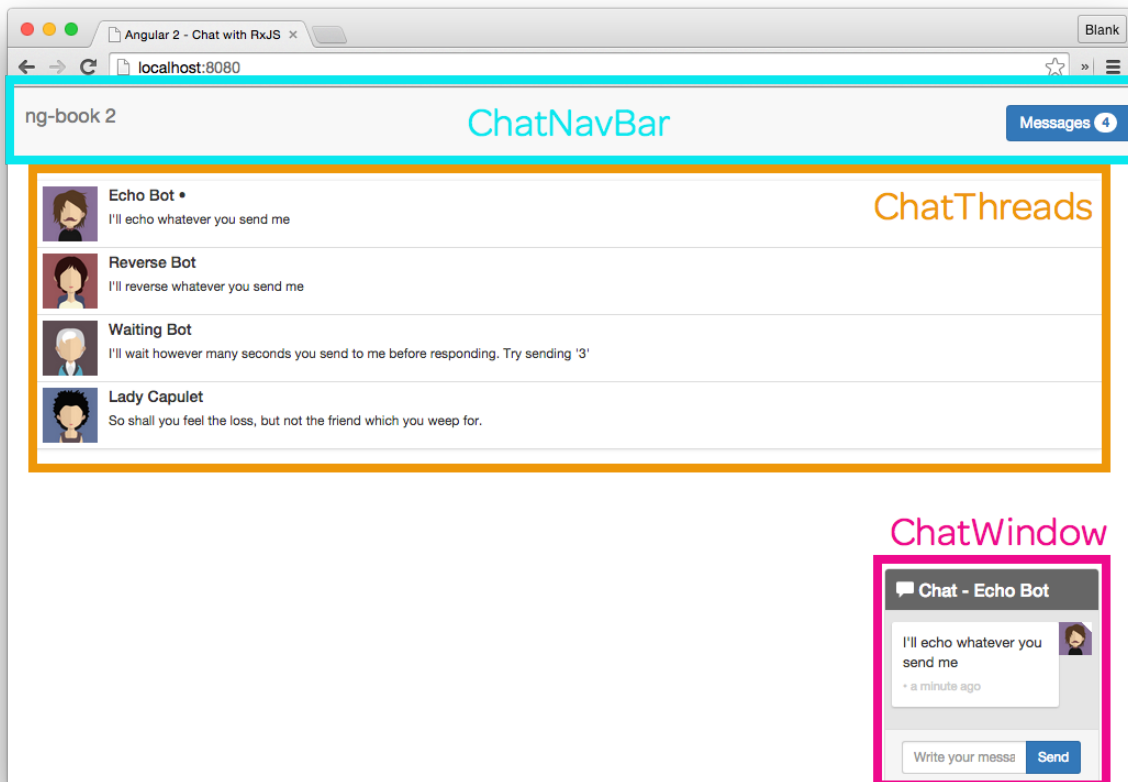 Angular 2 - Chat with RxJS ×
Blank
localhost:8080
»
ng-book 2
ChatNavBar
Messages 4
ChatThreads
Echo Bot •
I'll echo whatever you send me
Reverse Bot
I'll reverse whatever you send me
Waiting Bot
I'll wait however many seconds you send to me before responding. Try sending '3'
Lady Capulet
So shall you feel the loss, but not the friend which you weep for.
ChatWindow
Chat - Echo Bot
I'll echo whatever you
send me
• a minute ago
Write your messa
Send